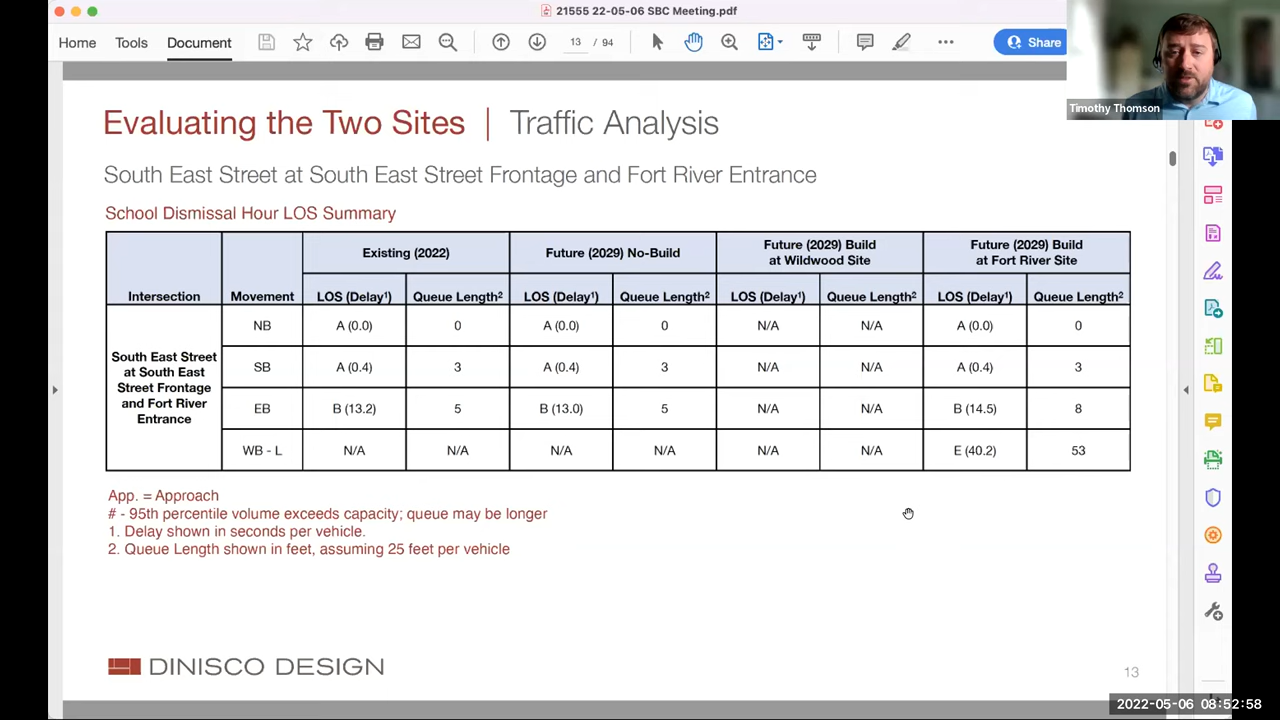 21555 22-05-06 SBC Meeting.pdf
Home Tools Document 13 / 94 Share
Timothy Thomson
Evaluating the Two Sites | Traffic Analysis
South East Street at South East Street Frontage and Fort River Entrance
School Dismissal Hour LOS Summary
Intersection Movement Existing (2022) Future (2029) No-Build Future (2029) Build at Wildwood Site Future (2029) Build at Fort River Site
LOS (Delay¹) Queue Length² LOS (Delay¹) Queue Length² LOS (Delay¹) Queue Length² LOS (Delay¹) Queue Length²
South East Street at South East Street Frontage and Fort River Entrance
NB A (0.0) 0 A (0.0) 0 N/A N/A A (0.0) 0
SB A (0.4) 3 A (0.4) 3 N/A N/A A (0.4) 3
EB B (13.2) 5 B (13.0) 5 N/A N/A B (14.5) 8
WB - L N/A N/A N/A N/A N/A N/A E (40.2) 53
App. = Approach
# - 95th percentile volume exceeds capacity; queue may be longer
1. Delay shown in seconds per vehicle.
2. Queue Length shown in feet, assuming 25 feet per vehicle
DINISCO DESIGN
13
2022-05-06 08:52:58